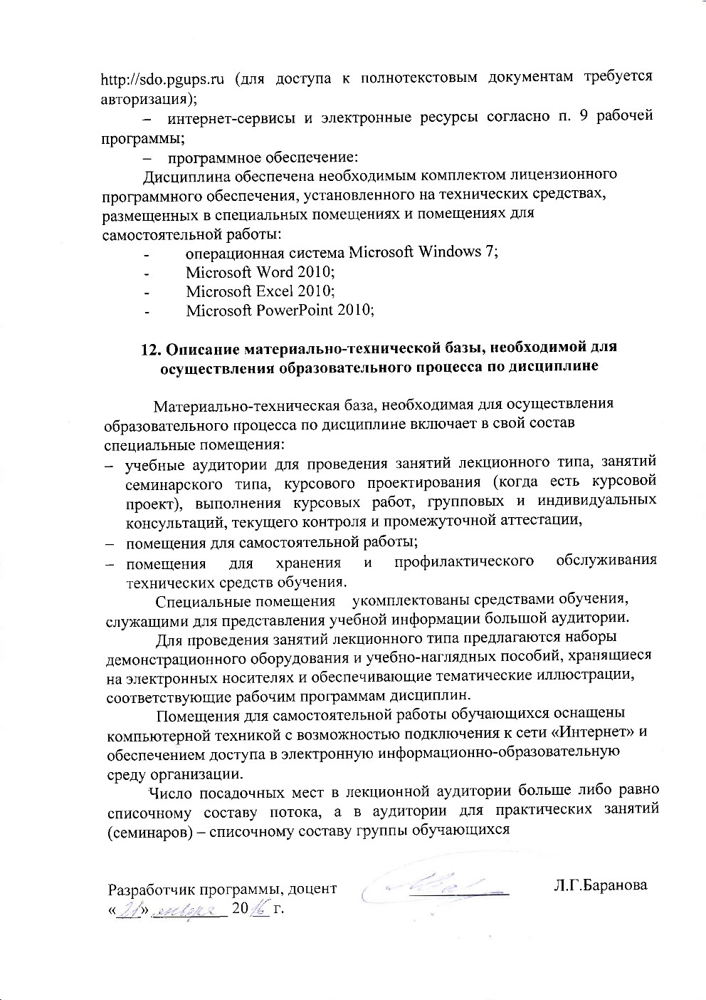 http://sdo.pgups.ru (для доступа к полнотекстовым документам требуется
авторизация);
– интернет-сервисы и электронные ресурсы согласно п. 9 рабочей
программы;
– программное обеспечение:
Дисциплина обеспечена необходимым комплектом лицензионного
программного обеспечения, установленного на технических средствах,
размещенных в специальных помещениях и помещениях для
самостоятельной работы:
- операционная система Microsoft Windows 7;
- Microsoft Word 2010;
- Microsoft Excel 2010;
- Microsoft PowerPoint 2010;
12. Описание материально-технической базы, необходимой для
осуществления образовательного процесса по дисциплине
Материально-техническая база, необходимая для осуществления
образовательного процесса по дисциплине включает в свой состав
специальные помещения:
– учебные аудитории для проведения занятий лекционного типа, занятий
семинарского типа, курсового проектирования (когда есть курсовой
проект), выполнения курсовых работ, групповых и индивидуальных
консультаций, текущего контроля и промежуточной аттестации,
– помещения для самостоятельной работы;
– помещения для хранения и профилактического обслуживания
технических средств обучения.
Специальные помещения укомплектованы средствами обучения,
служащими для представления учебной информации большой аудитории.
Для проведения занятий лекционного типа предлагаются наборы
демонстрационного оборудования и учебно-наглядных пособий, хранящиеся
на электронных носителях и обеспечивающие тематические иллюстрации,
соответствующие рабочим программам дисциплин.
Помещения для самостоятельной работы обучающихся оснащены
компьютерной техникой с возможностью подключения к сети «Интернет» и
обеспечением доступа в электронную информационно-образовательную
среду организации.
Число посадочных мест в лекционной аудитории больше либо равно
списочному составу потока, а в аудитории для практических занятий
(семинаров) – списочному составу группы обучающихся
Разработчик программы, доцент ____________ Л.Г.Баранова
«21» января 2016 г.